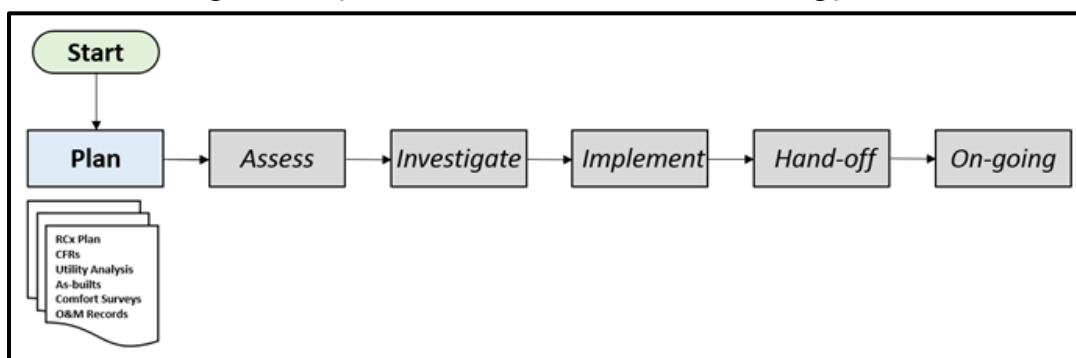 Start
Plan
Assess
Investigate
Implement
Hand-off
On-going
RCx Plan
CFRs
Utility Analysis
As-builts
Comfort Surveys
O&M Records